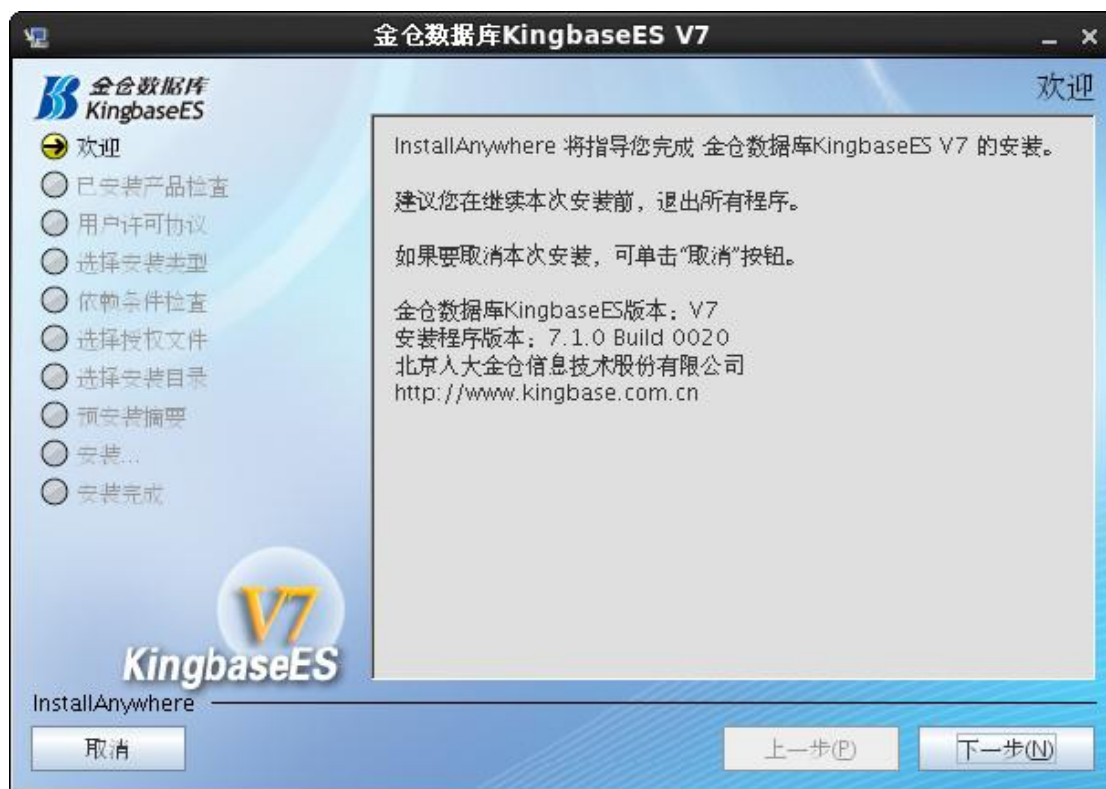 金仓数据库KingbaseES V7
金仓数据库
KingbaseES
欢迎
欢迎
已安装产品检查
用户许可协议
选择安装类型
依赖条件检查
选择授权文件
选择安装目录
预安装摘要
安装...
安装完成
InstallAnywhere 将指导您完成 金仓数据库KingbaseES V7 的安装。
建议您在继续本次安装前，退出所有程序。
如果要取消本次安装，可单击“取消”按钮。
金仓数据库KingbaseES版本：V7
安装程序版本：7.1.0 Build 0020
北京人大金仓信息技术股份有限公司
http://www.kingbase.com.cn
V7
KingbaseES
InstallAnywhere
取消
上一步(P)
下一步(N)